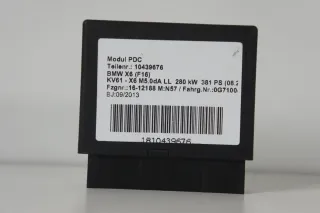 Modul PDC
Teilenr.: 10439676
BMW X6 (F16)
KV61 - X6 M5.0dA LL 280 kW 381 PS (08.2
Fzgnr.:16-12188 M:N57 / Fahrg.Nr.:0G7100
BJ:09/2013
1810439676